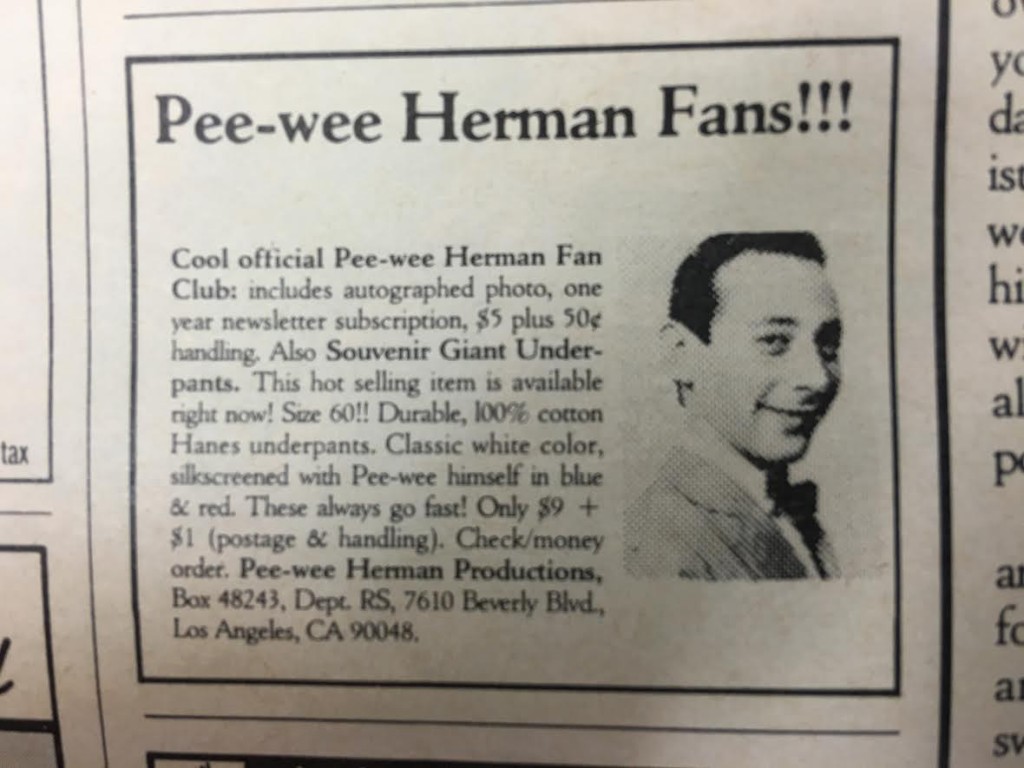 Pee-wee Herman Fans!!!
Cool official Pee-wee Herman Fan
Club: includes autographed photo, one
year newsletter subscription, $5 plus 50¢
handling. Also Souvenir Giant Under-
pants. This hot selling item is available
right now! Size 60!! Durable, 100% cotton
Hanes underpants. Classic white color,
silkscreened with Pee-wee himself in blue
& red. These always go fast! Only $9 +
$1 (postage & handling). Check/money
order. Pee-wee Herman Productions,
Box 48243, Dept. RS, 7610 Beverly Blvd.,
Los Angeles, CA 90048.
tax